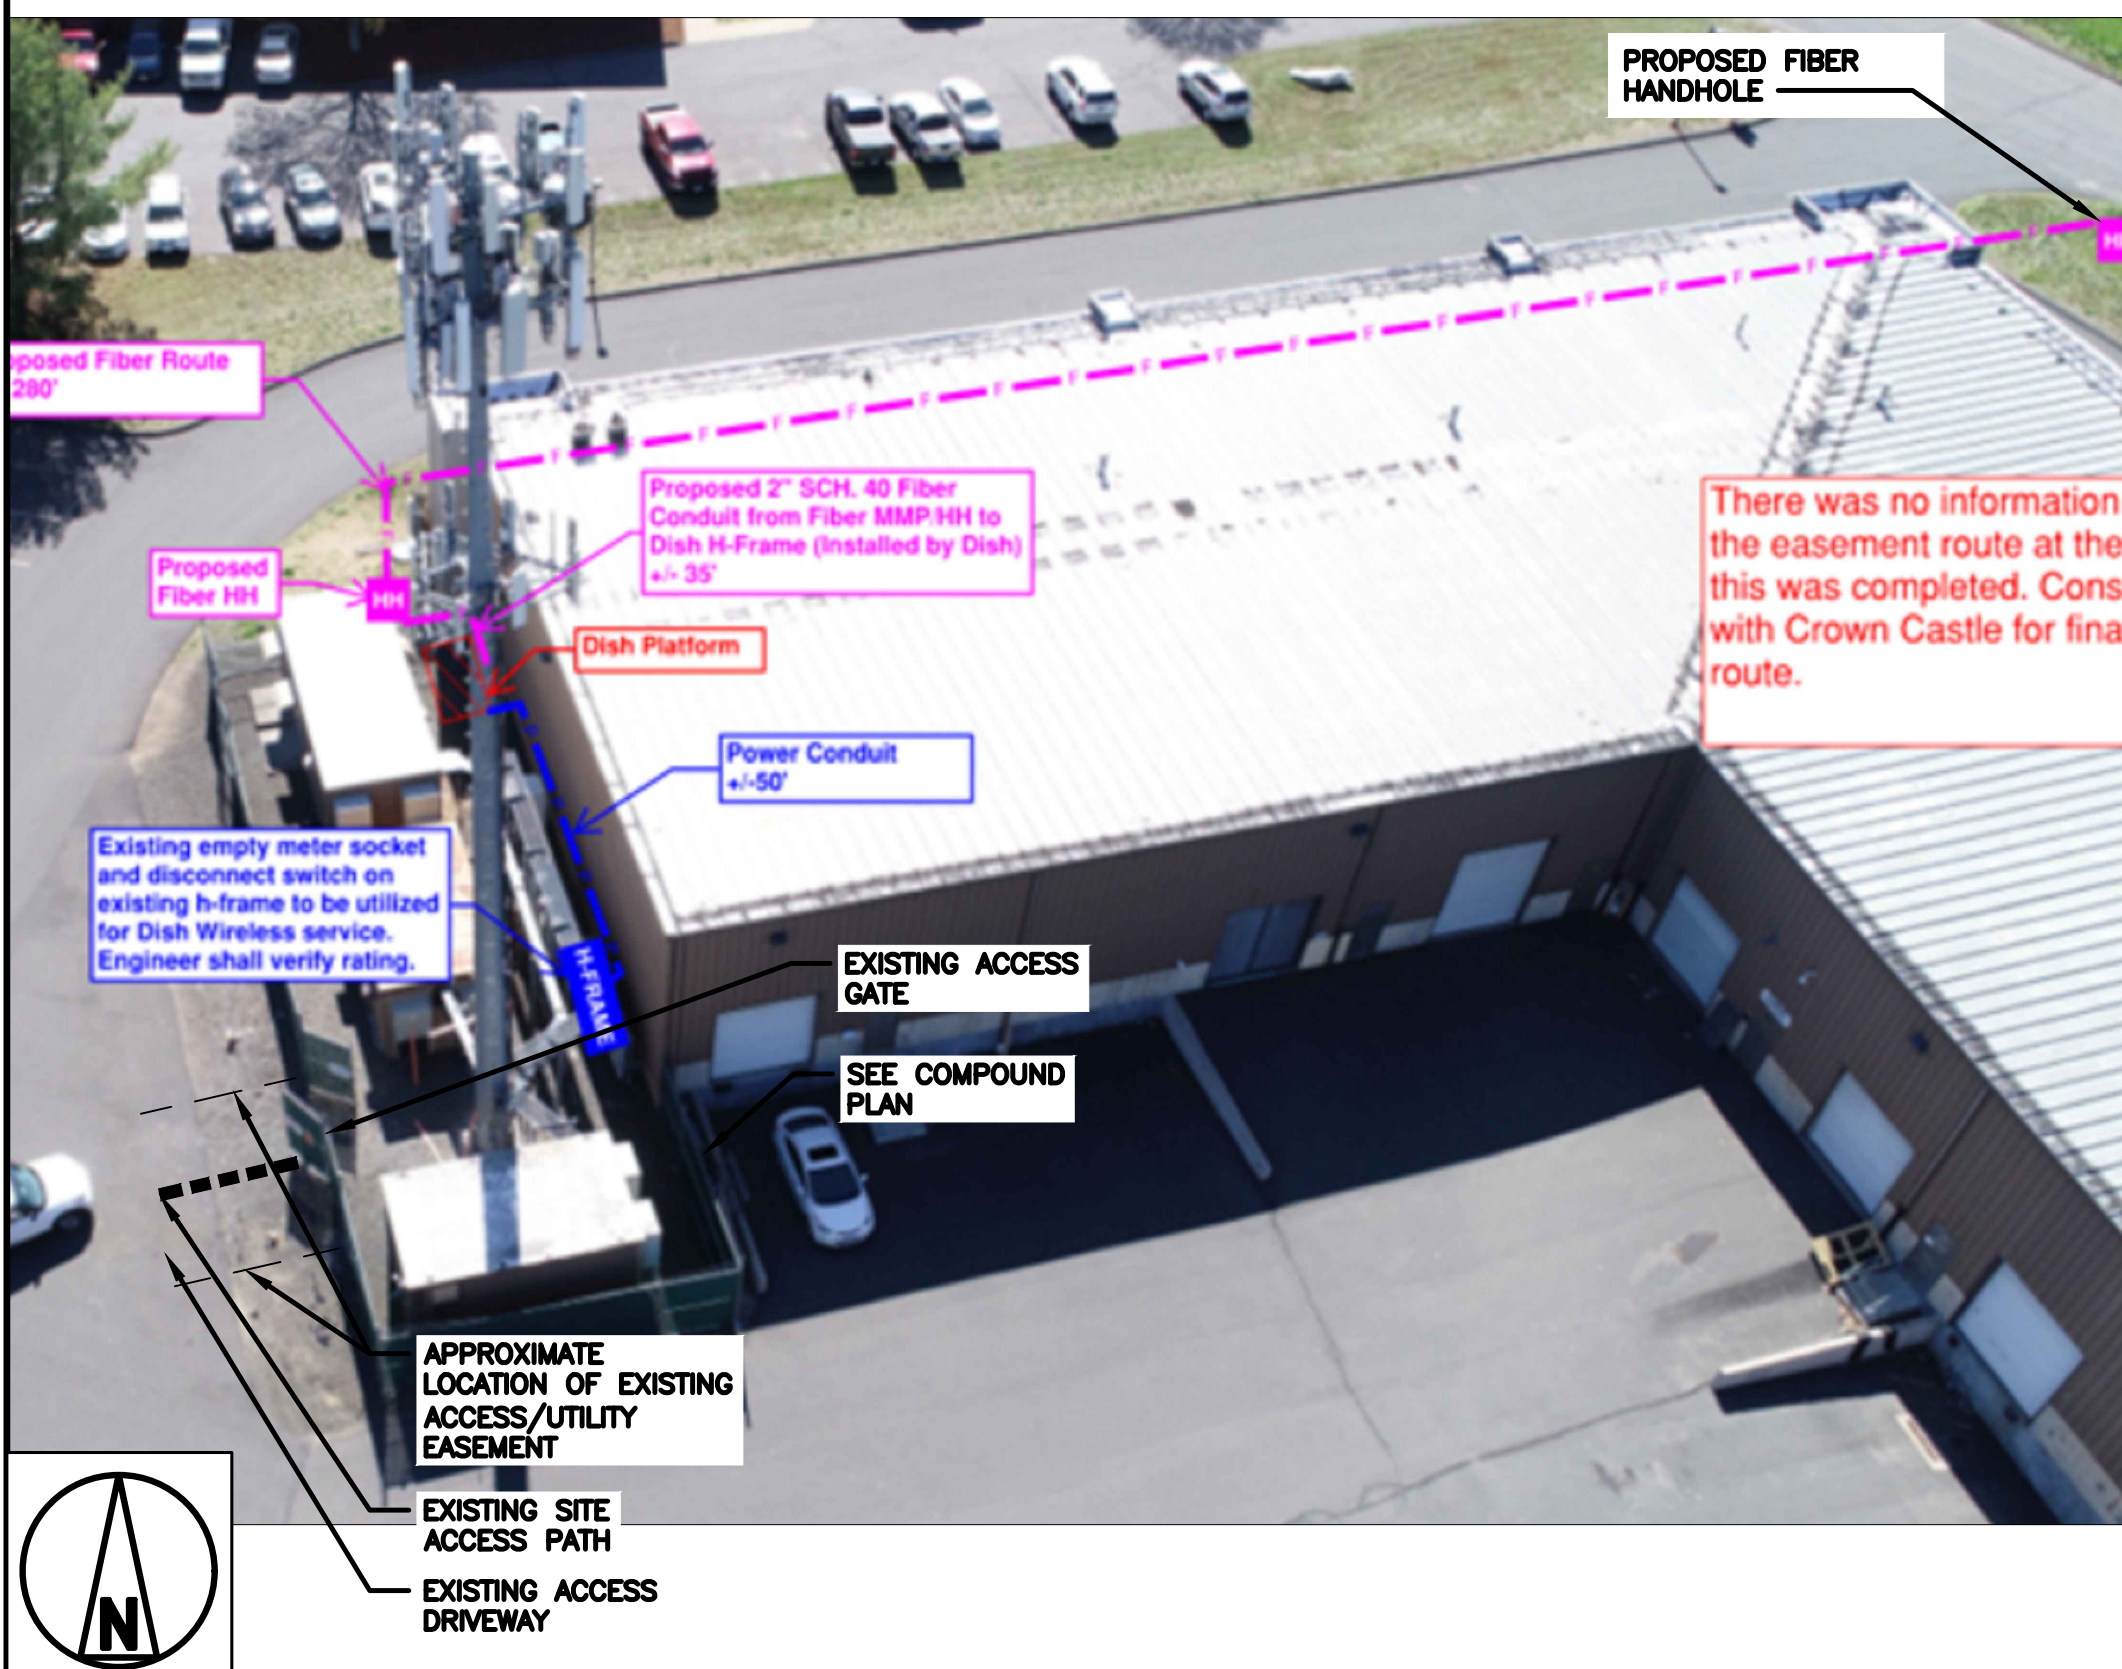 PROPOSED FIBER
HANDHOLE
Fiber Route
280'
Proposed 2" SCH. 40 Fiber
Conduit from Fiber MMP/HH to
Dish H-Frame (Installed by Dish)
+/- 35'
Proposed
Fiber HH
HH
Dish Platform
There was no information
the easement route at the
this was completed.
with Crown Castle for
route.
Power Conduit
+/-50'
Existing empty meter socket
and disconnect switch on
existing h-frame to be utilized
for Dish Wireless service.
Engineer shall verify rating.
H-FRAME
EXISTING ACCESS
GATE
SEE COMPOUND
PLAN
APPROXIMATE
LOCATION OF EXISTING
ACCESS/UTILITY
EASEMENT
EXISTING SITE
ACCESS PATH
EXISTING ACCESS
DRIVEWAY
N